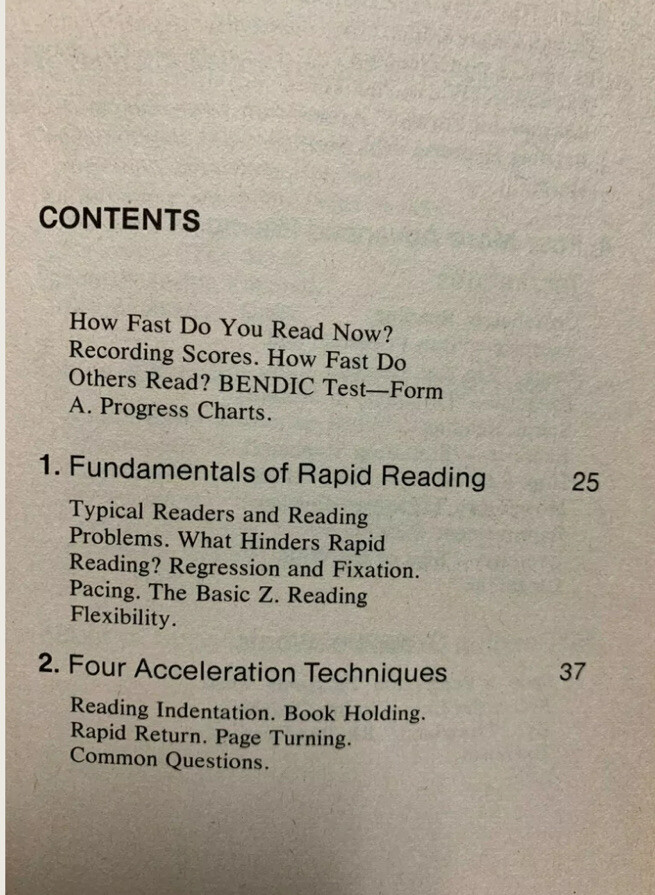 CONTENTS
How Fast Do You Read Now?
Recording Scores. How Fast Do
Others Read? BENDIC Test—Form
A. Progress Charts.
1. Fundamentals of Rapid Reading 25
Typical Readers and Reading
Problems. What Hinders Rapid
Reading? Regression and Fixation.
Pacing. The Basic Z. Reading
Flexibility.
2. Four Acceleration Techniques 37
Reading Indentation. Book Holding.
Rapid Return. Page Turning.
Common Questions.